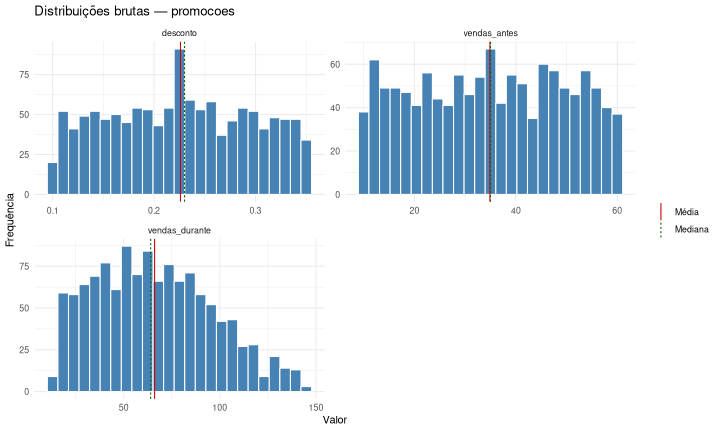 Distribuições brutas — promocoes
desconto
vendas_antes
75
50
25
0
0.1
0.2
0.3
60
40
20
0
20
40
60
vendas_durante
75
50
25
0
50
100
150
Frequência
Valor
Média
Mediana